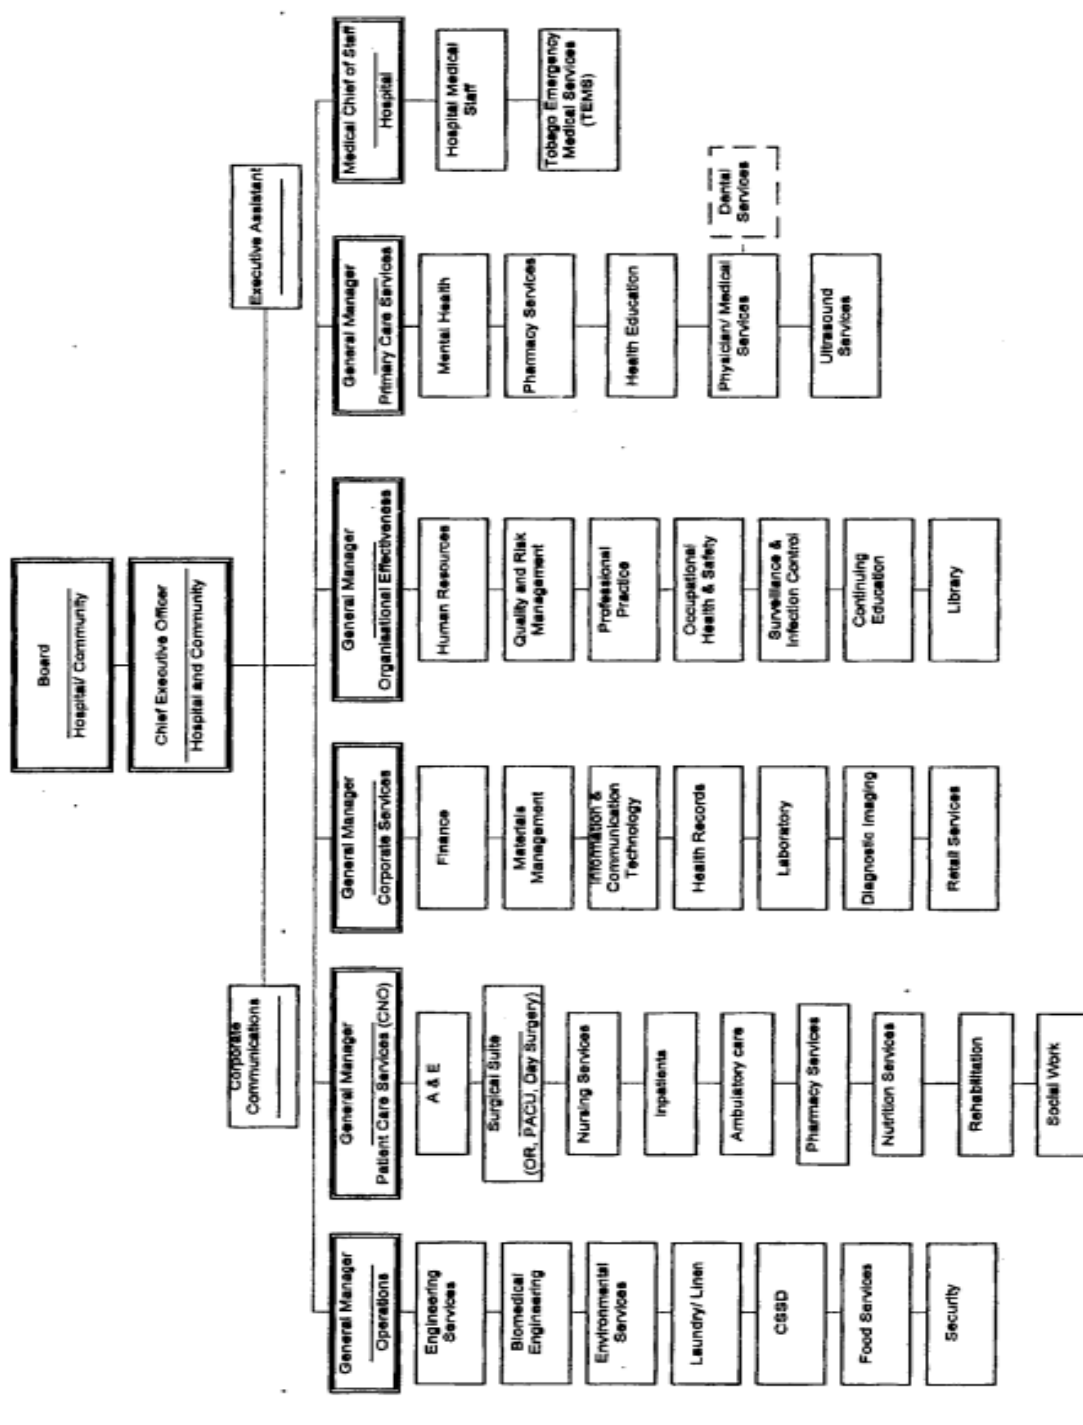 Board
Hospital/ Community
Chief Executive Officer
Hospital and Community
Corporate
Communications
Executive Assistant
General Manager
Operations
Engineering
Services
Biomedical
Engineering
Environmental
Services
Laundry/ Linen
CSSD
Food Services
Security
General Manager
Patient Care Services (CNO)
A & E
Surgical Suite
(OR, PACU, Day Surgery)
Nursing Services
Inpatients
Ambulatory care
Pharmacy Services
Nutrition Services
Rehabilitation
Social Work
General Manager
Corporate Services
Finance
Materials
Management
Information &
Communication
Technology
Health Records
Laboratory
Diagnostic Imaging
Retail Services
General Manager
Organisational Effectiveness
Human Resources
Quality and Risk
Management
Professional
Practice
Occupational
Health & Safety
Surveillance &
Infection Control
Continuing
Education
Library
General Manager
Primary Care Services
Mental Health
Pharmacy Services
Health Education
Physician/ Medical
Services
Dental
Services
Ultrasound
Services
Medical Chief of Staff
Hospital
Hospital Medical
Staff
Tobago Emergency
Medical Services
(TEMS)